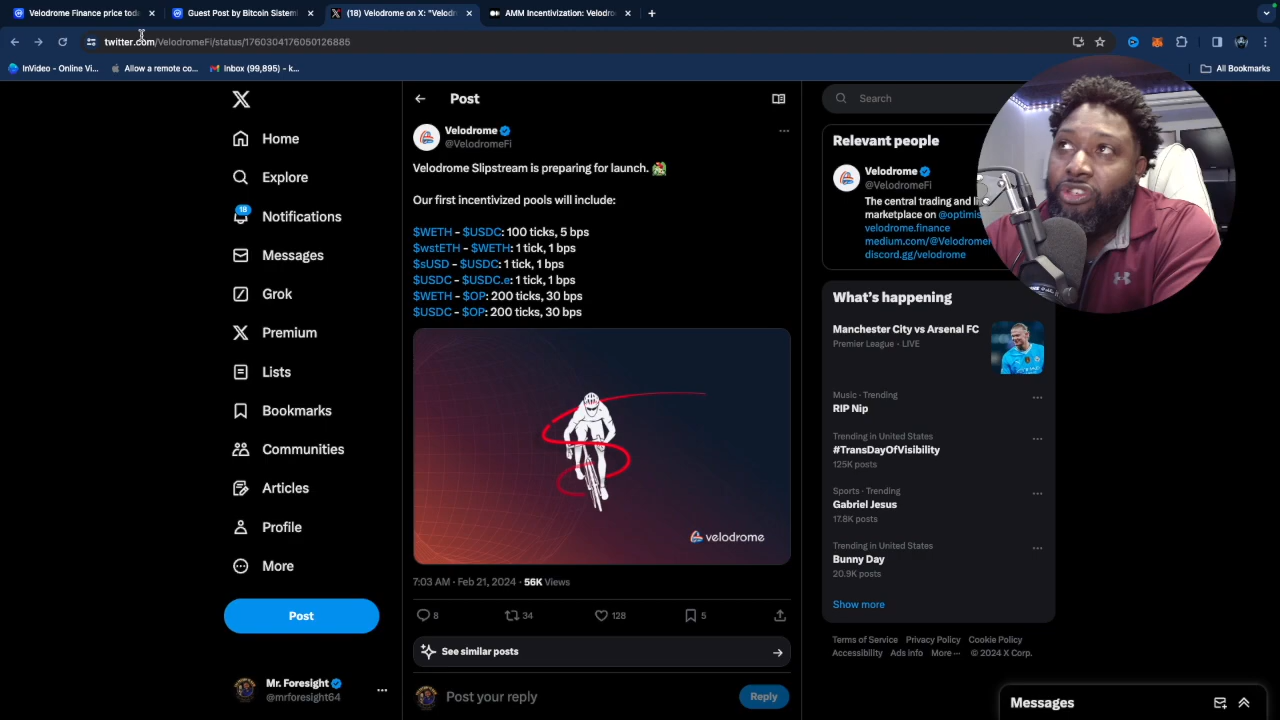 Velodrome Finance price toda
Guest Post by Bitcoin Sistemi
(18) Velodrome on X: "Velodr
AMM Incentivization: Velodro
twitter.com/VelodromeFi/status/1760304176050126885
InVideo - Online Vi...
Allow a remote co...
Inbox (99,895) - k...
All Bookmarks
Home
Explore
18
Notifications
Messages
Grok
Premium
Lists
Bookmarks
Communities
Articles
Profile
More
Post
Mr. Foresight
@mrforesight64
Post
Velodrome
@VelodromeFi
Velodrome Slipstream is preparing for launch.
Our first incentivized pools will include:
$WETH - $USDC: 100 ticks, 5 bps
$wstETH - $WETH: 1 tick, 1 bps
$sUSD - $USDC: 1 tick, 1 bps
$USDC - $USDC.e: 1 tick, 1 bps
$WETH - $OP: 200 ticks, 30 bps
$USDC - $OP: 200 ticks, 30 bps
velodrome
7:03 AM · Feb 21, 2024 · 56K Views
8
34
128
5
See similar posts
Post your reply
Reply
Search
Relevant people
Velodrome
@VelodromeFi
The central trading and li
marketplace on @optimis
velodrome.finance
medium.com/@Velodromer
discord.gg/velodrome
What's happening
Manchester City vs Arsenal FC
Premier League · LIVE
Music · Trending
RIP Nip
Trending in United States
#TransDayOfVisibility
125K posts
Sports · Trending
Gabriel Jesus
17.8K posts
Trending in United States
Bunny Day
20.9K posts
Show more
Terms of Service Privacy Policy Cookie Policy
Accessibility Ads info More ··· © 2024 X Corp.
Messages